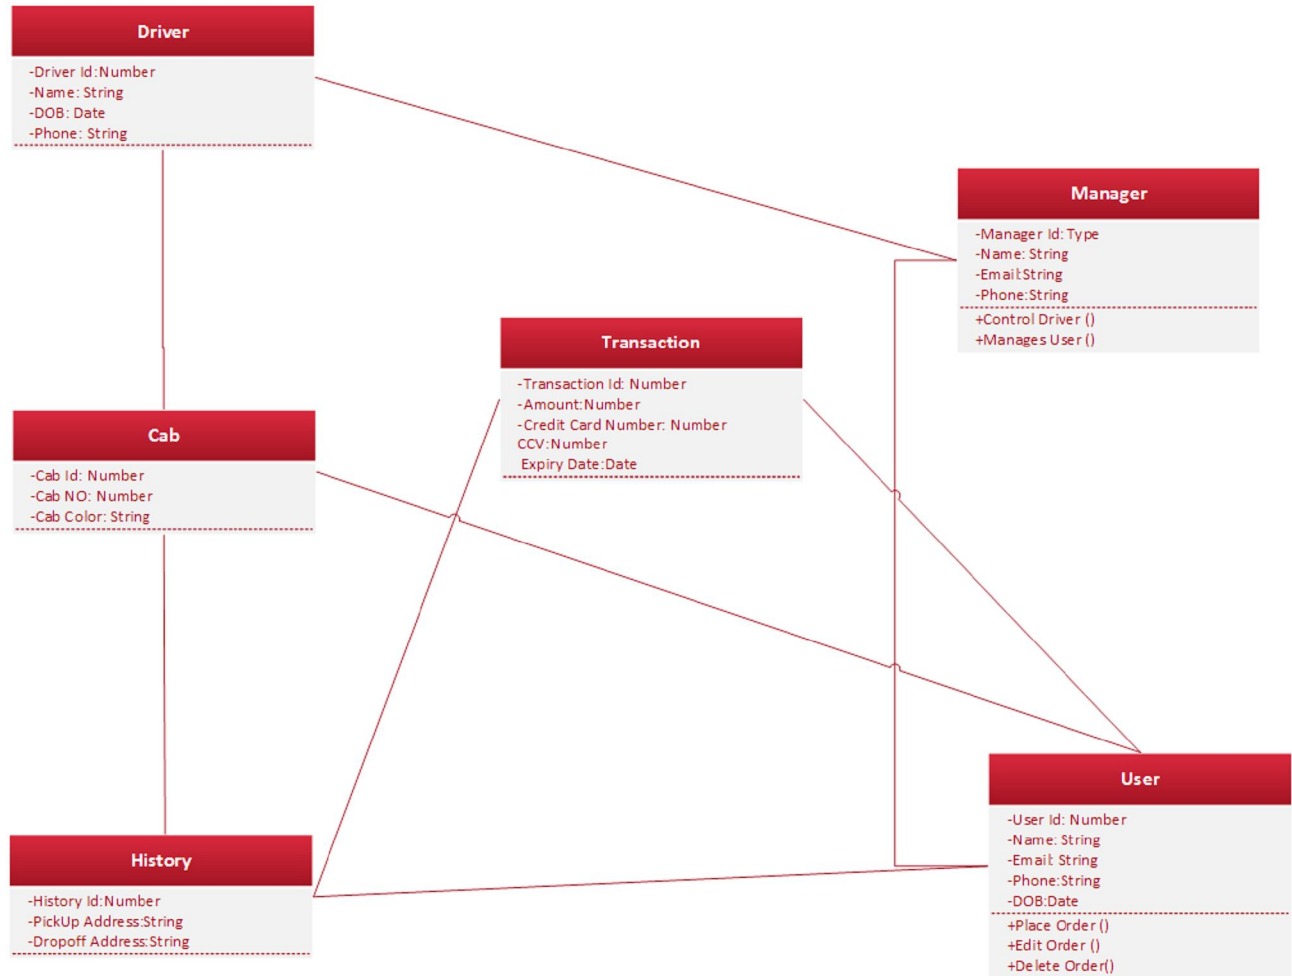 Driver
-Driver Id:Number
-Name: String
-DOB: Date
-Phone: String
Manager
-Manager Id: Type
-Name: String
-Email:String
-Phone:String
+Control Driver ()
+Manages User ()
Transaction
-Transaction Id: Number
-Amount:Number
-Credit Card Number: Number
CCV:Number
Expiry Date:Date
Cab
-Cab Id: Number
-Cab NO: Number
-Cab Color: String
User
-User Id: Number
-Name: String
-Email: String
-Phone:String
-DOB:Date
+Place Order ()
+Edit Order ()
+Delete Order()
History
-History Id:Number
-PickUp Address:String
-Dropoff Address:String